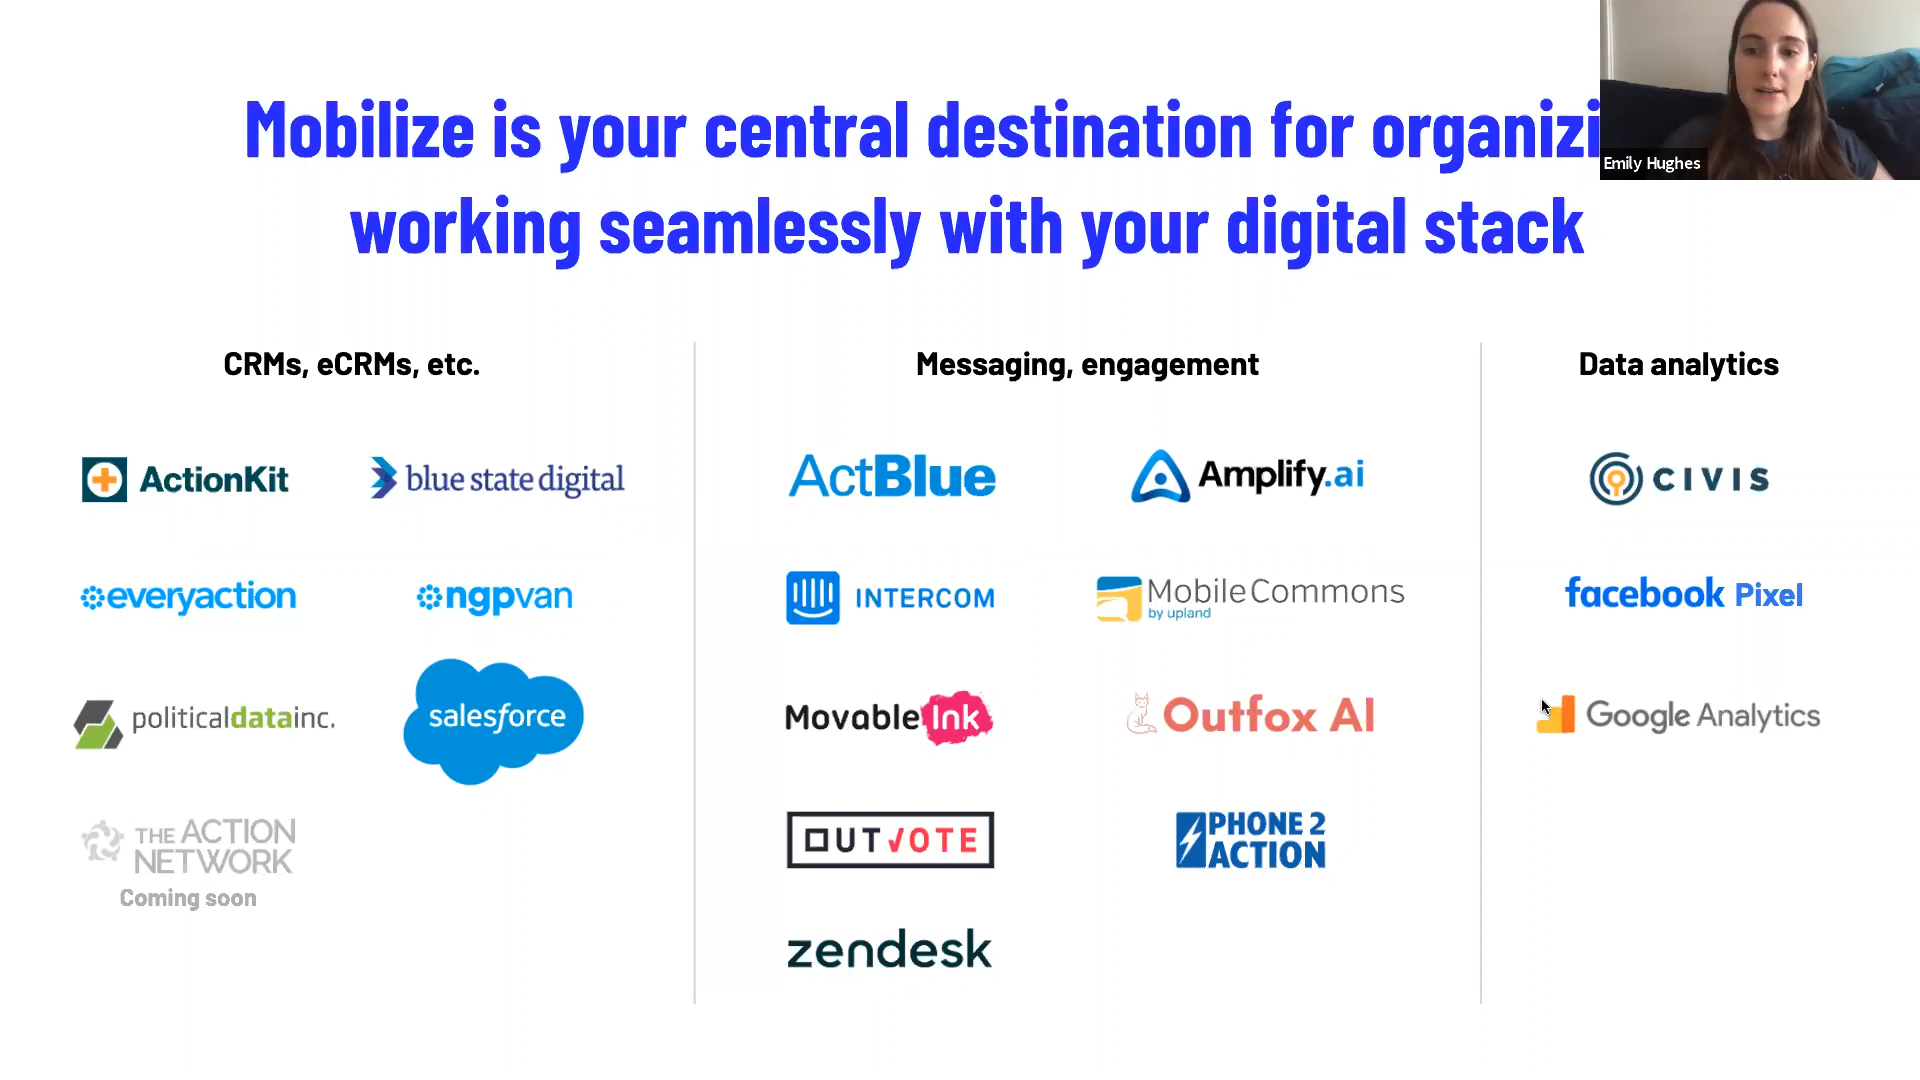 Mobilize is your central destination for organizi
Emily Hughes
working seamlessly with your digital stack
CRMs, eCRMs, etc.
ActionKit
blue state digital
everyaction
ngpvan
politicaldatainc.
salesforce
THE ACTION
NETWORK
Coming soon
Messaging, engagement
ActBlue
Amplify.ai
INTERCOM
MobileCommons
by upland
Movable Ink
Outfox AI
OUTVOTE
PHONE 2
ACTION
zendesk
Data analytics
CIVIS
facebook Pixel
Google Analytics